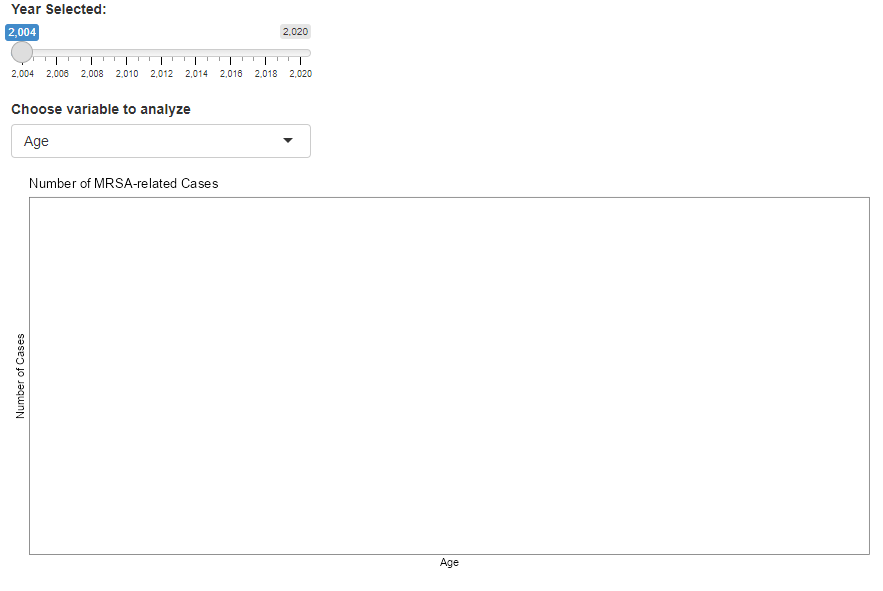 Year Selected:
2,004 2,020
2,004 2,006 2,008 2,010 2,012 2,014 2,016 2,018 2,020
Choose variable to analyze
Age
Number of MRSA-related Cases
Number of Cases
Age